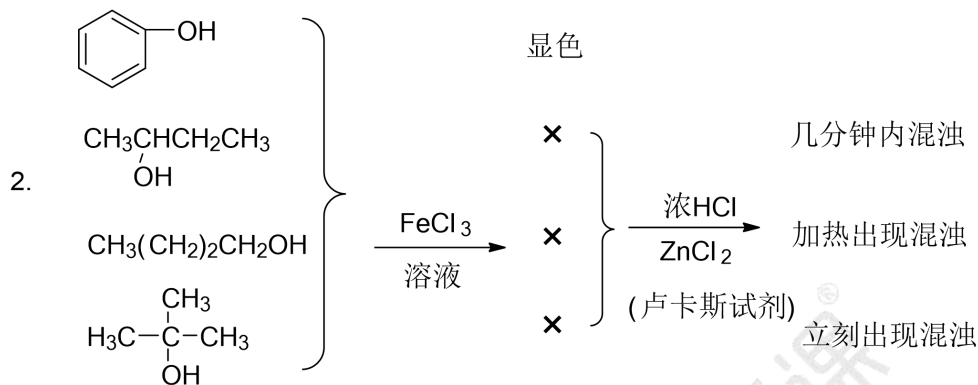 OH
显色
CH3CHCH2CH3
OH
几分钟内混浊
2.
CH3(CH2)2CH2OH
FeCl3
溶液
浓HCl
ZnCl2
(卢卡斯试剂)
加热出现混浊
CH3
H3C-C-CH3
OH
立刻出现混浊
课®